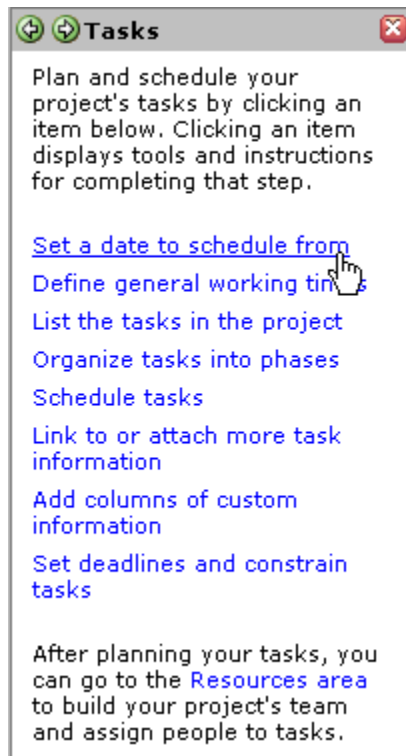 Tasks
Plan and schedule your
project's tasks by clicking an
item below. Clicking an item
displays tools and instructions
for completing that step.
Set a date to schedule from
Define general working times
List the tasks in the project
Organize tasks into phases
Schedule tasks
Link to or attach more task
information
Add columns of custom
information
Set deadlines and constrain
tasks
After planning your tasks, you
can go to the Resources area
to build your project's team
and assign people to tasks.